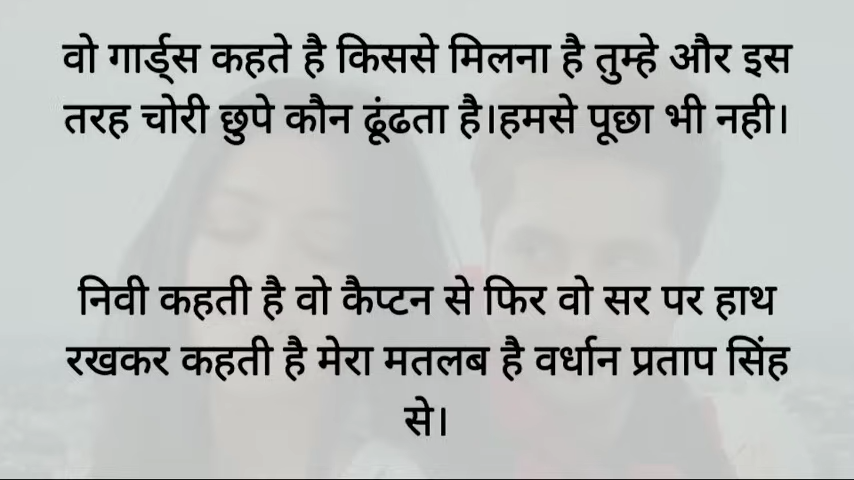 वो गार्ड्स कहते है किससे मिलना है तुम्हे और इस
तरह चोरी छुपे कौन ढूंढता है।हमसे पूछा भी नही।
निवी कहती है वो कैप्टन से फिर वो सर पर हाथ
रखकर कहती है मेरा मतलब है वर्धान प्रताप सिंह
से।